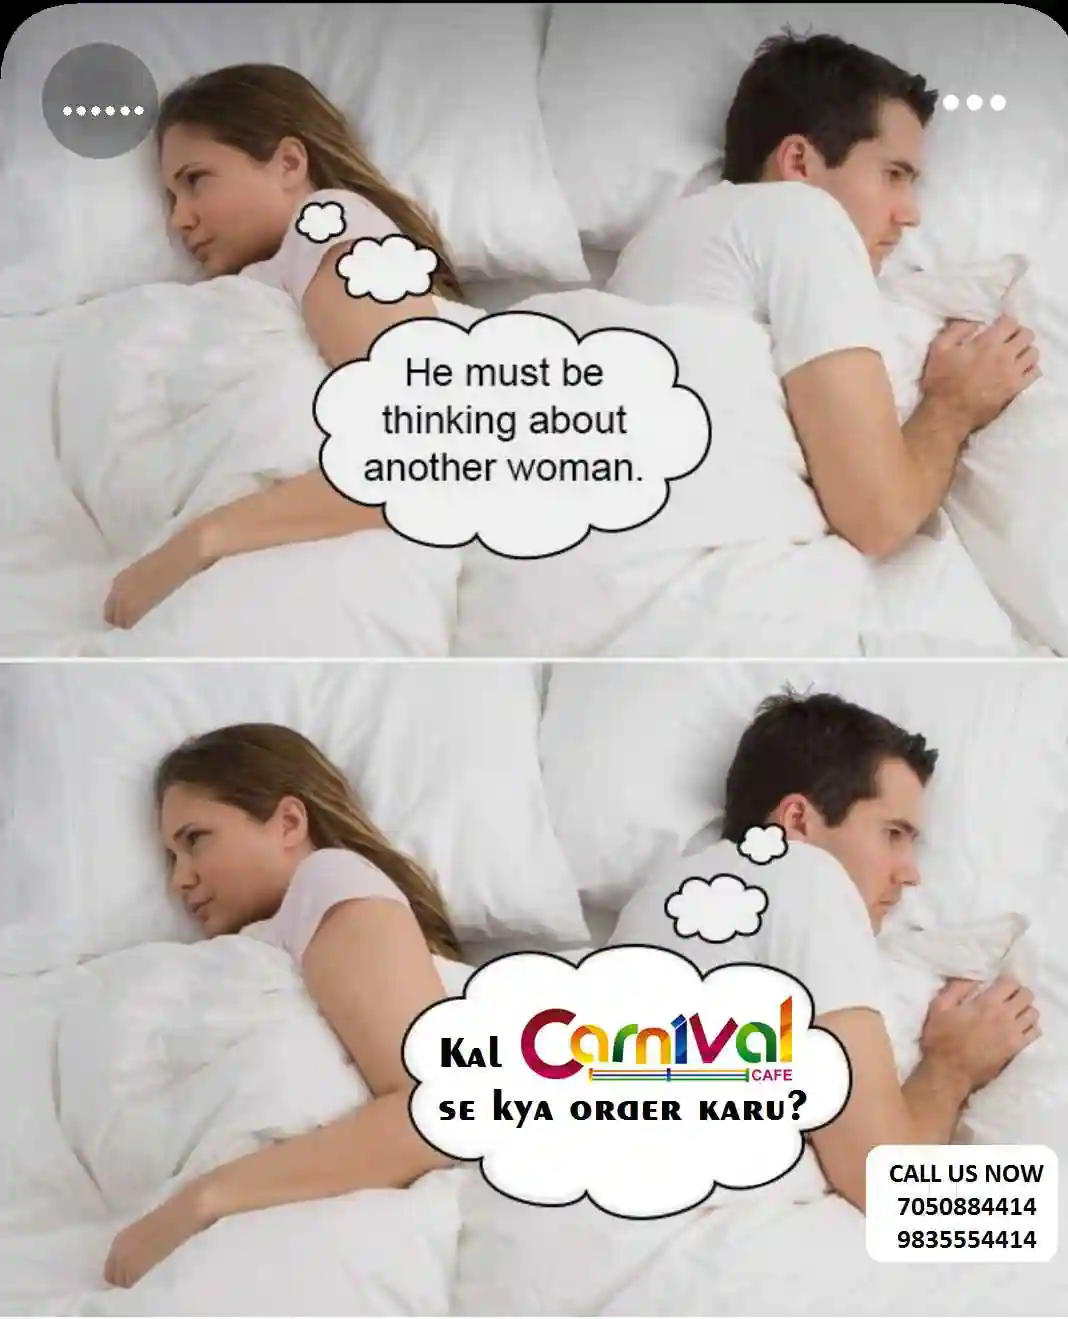 He must be
thinking about
another woman.
Kal Carnival
CAFE
se kya order karu?
CALL US NOW
7050884414
9835554414